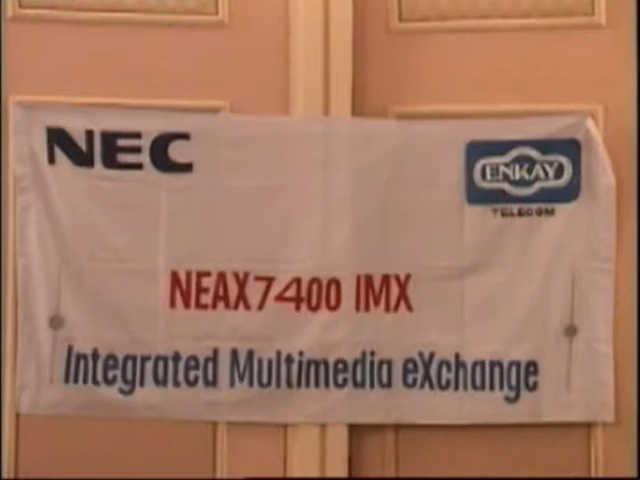 NEC
ENKAY
TELECOM
NEAX7400 IMX
Integrated Multimedia eXchange